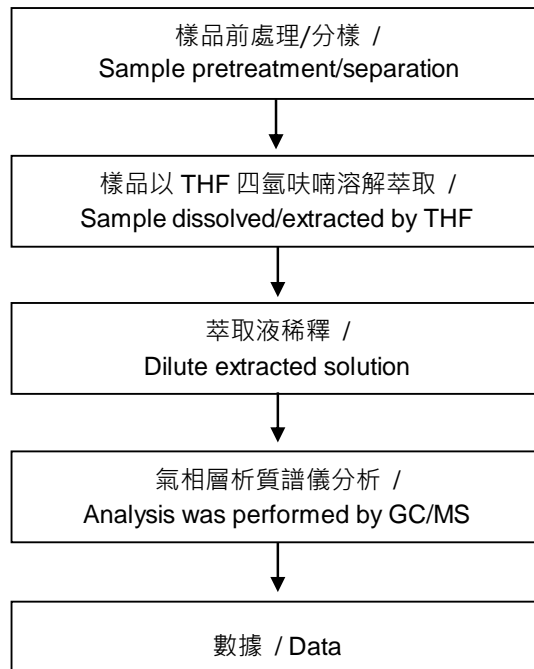 樣品前處理/分樣 /
Sample pretreatment/separation
樣品以 THF 四氫呋喃溶解萃取 /
Sample dissolved/extracted by THF
萃取液稀釋 /
Dilute extracted solution
氣相層析質譜儀分析 /
Analysis was performed by GC/MS
數據 / Data